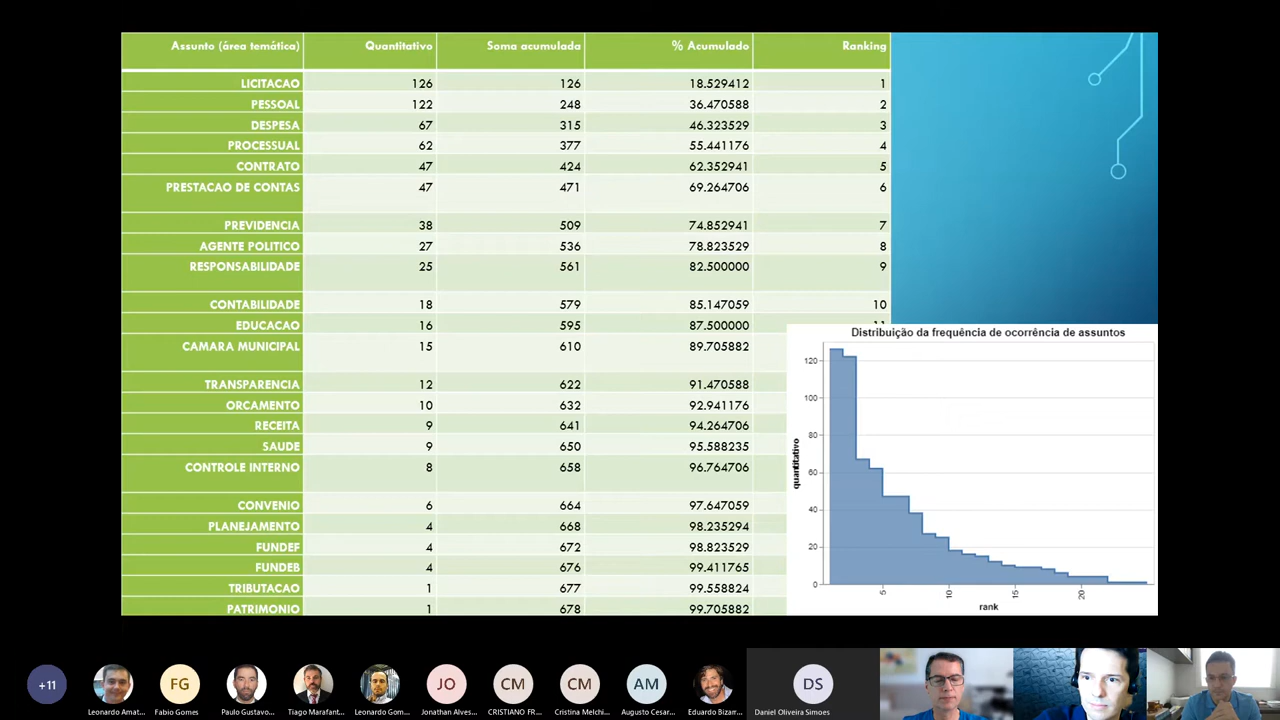 Assunto (área temática) Quantitativo Soma acumulada % Acumulado Ranking
LICITACAO 126 126 18.529412 1
PESSOAL 122 248 36.470588 2
DESPESA 67 315 46.323529 3
PROCESSUAL 62 377 55.441176 4
CONTRATO 47 424 62.352941 5
PRESTACAO DE CONTAS 47 471 69.264706 6
PREVIDENCIA 38 509 74.852941 7
AGENTE POLITICO 27 536 78.823529 8
RESPONSABILIDADE 25 561 82.500000 9
CONTABILIDADE 18 579 85.147059 10
EDUCACAO 16 595 87.500000
CAMARA MUNICIPAL 15 610 89.705882
TRANSPARENCIA 12 622 91.470588
ORCAMENTO 10 632 92.941176
RECEITA 9 641 94.264706
SAUDE 9 650 95.588235
CONTROLE INTERNO 8 658 96.764706
CONVENIO 6 664 97.647059
PLANEJAMENTO 4 668 98.235294
FUNDEF 4 672 98.823529
FUNDEB 4 676 99.411765
TRIBUTACAO 1 677 99.558824
PATRIMONIO 1 678 99.705882
Distribuição da frequência de ocorrência de assuntos
120
100
80
60
40
20
0
quantitativo
5 10 15 20
rank
+11 FG JO CM CM AM DS
Leonardo Amat... Fabio Gomes Paulo Gustavo... Tiago Marafant... Leonardo Gom... Jonathan Alves... CRISTIANO FR... Cristina Melchi... Augusto Cesar... Eduardo Bizarr... Daniel Oliveira Simoes